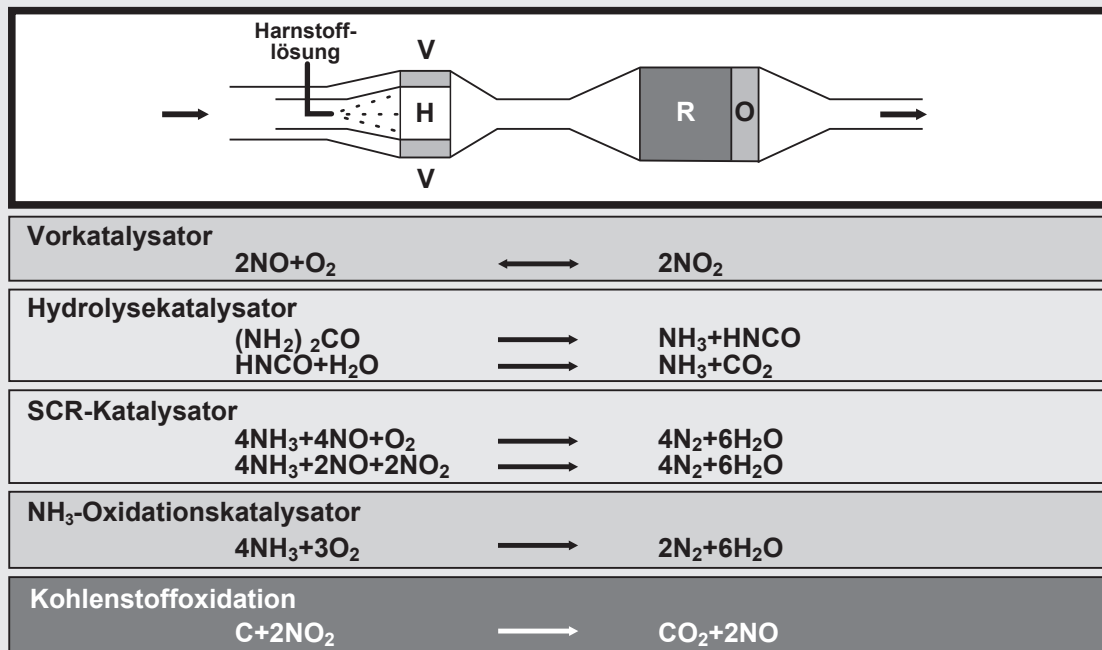 Harnstoff-
lösung
V
H
R
O
V
Vorkatalysator
2NO+O₂ ⟷ 2NO₂
Hydrolysekatalysator
(NH₂) ₂CO ⟶ NH₃+HNCO
HNCO+H₂O ⟶ NH₃+CO₂
SCR-Katalysator
4NH₃+4NO+O₂ ⟶ 4N₂+6H₂O
4NH₃+2NO+2NO₂ ⟶ 4N₂+6H₂O
NH₃-Oxidationskatalysator
4NH₃+3O₂ ⟶ 2N₂+6H₂O
Kohlenstoffoxidation
C+2NO₂ ⟶ CO₂+2NO